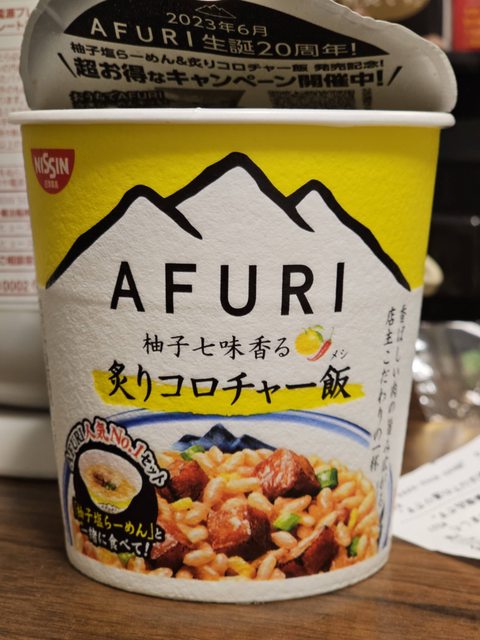 2023年6月
AFURI生誕20周年!
柚子塩らーめん&炙りコロチャー飯 発売記念!
超お得なキャンペーン開催中!
NISSIN
AFURI
柚子七味香る
メシ
炙りコロチャー飯
香ばしい肉の旨み広がる
店主こだわりの一杯
AFURI人気No.1セット
「柚子塩らーめん」と
一緒に食べて!